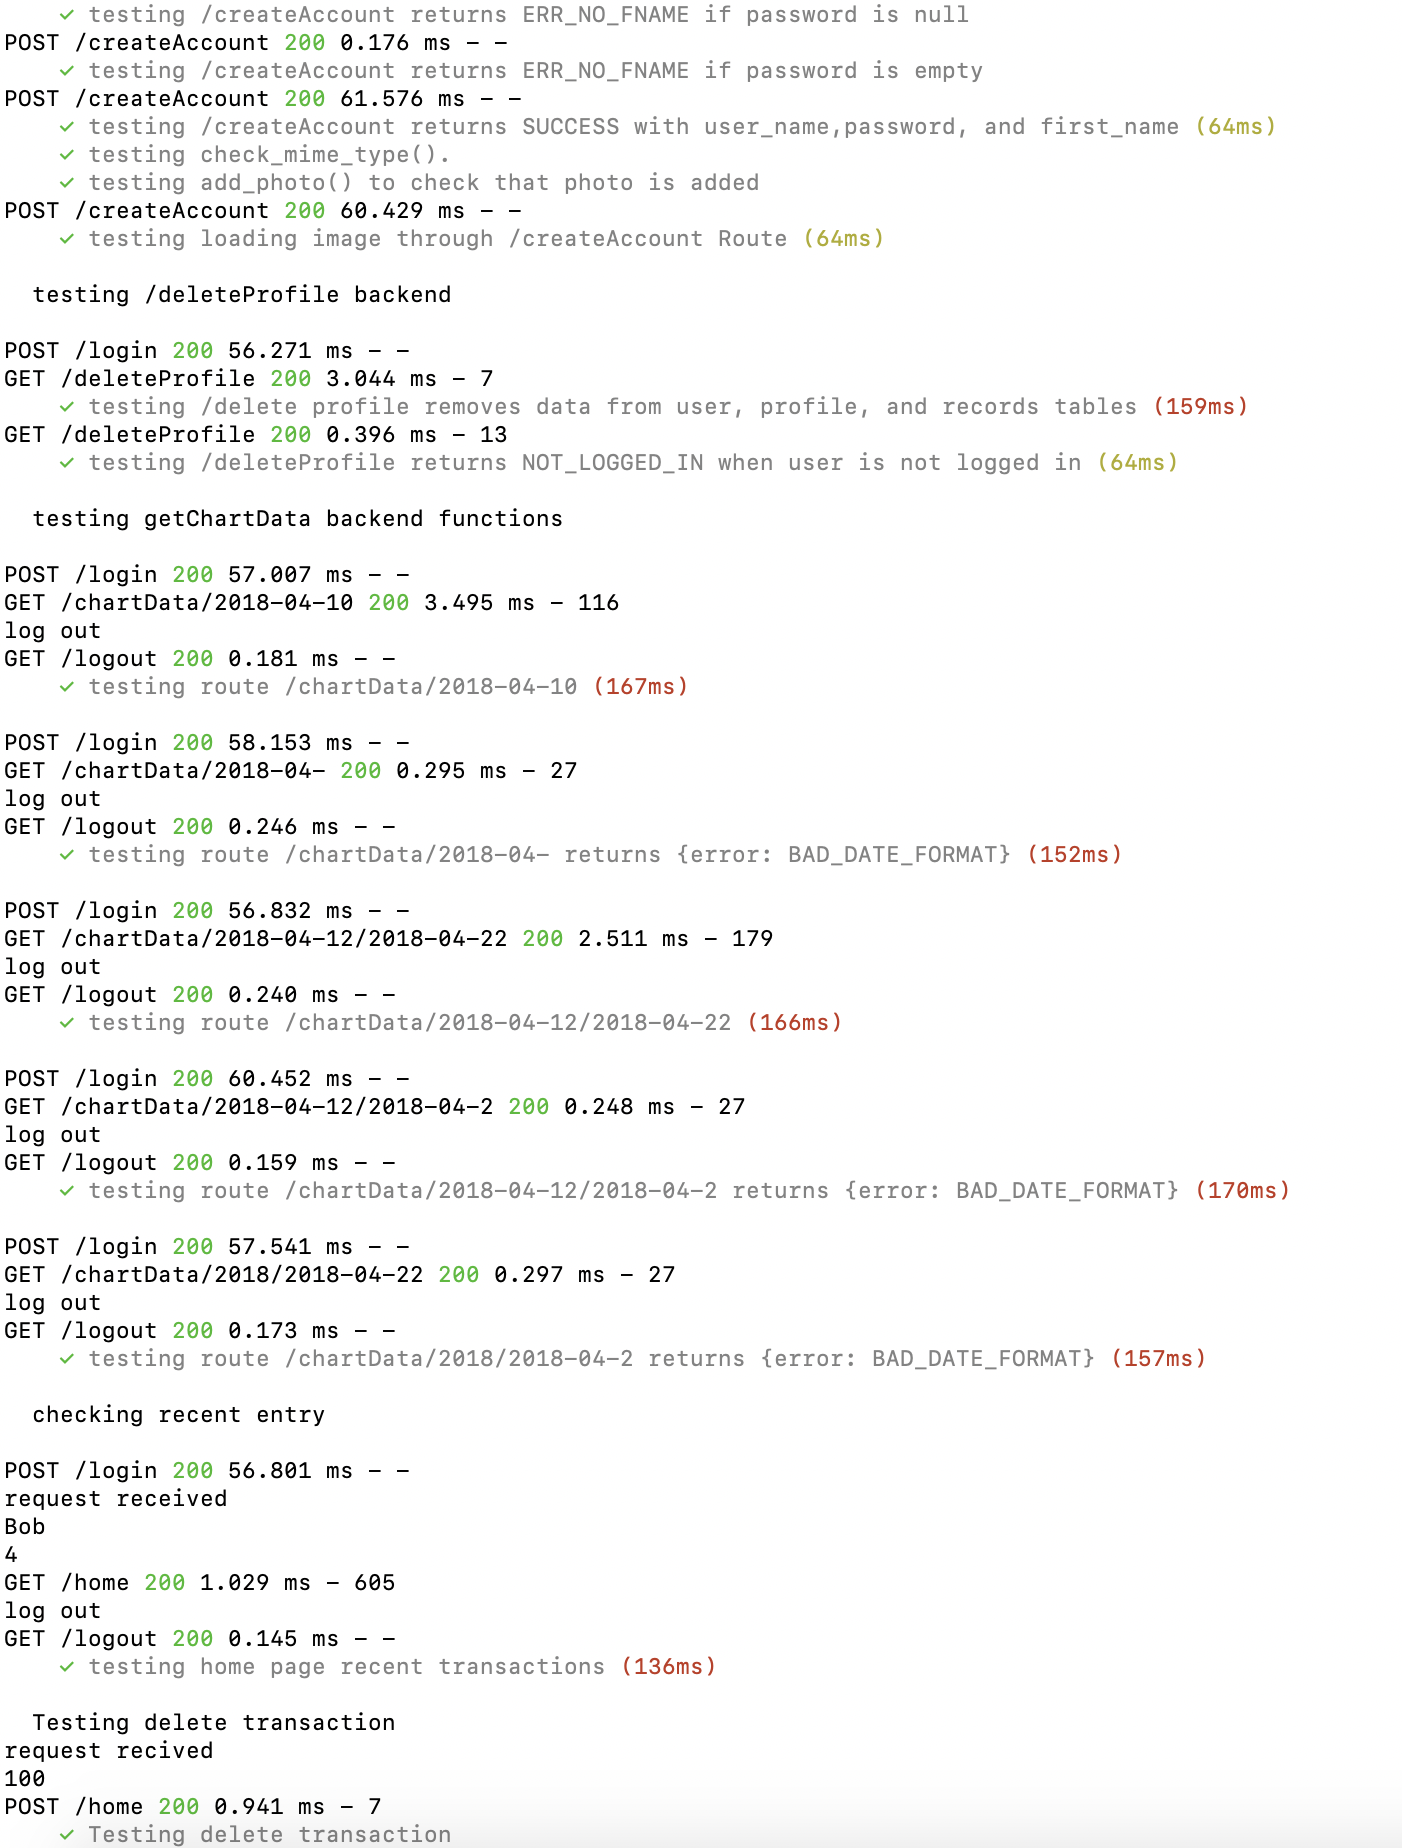 ✓ testing /createAccount returns ERR_NO_FNAME if password is null
POST /createAccount 200 0.176 ms - -
✓ testing /createAccount returns ERR_NO_FNAME if password is empty
POST /createAccount 200 61.576 ms - -
✓ testing /createAccount returns SUCCESS with user_name,password, and first_name (64ms)
✓ testing check_mime_type().
✓ testing add_photo() to check that photo is added
POST /createAccount 200 60.429 ms - -
✓ testing loading image through /createAccount Route (64ms)
testing /deleteProfile backend
POST /login 200 56.271 ms - -
GET /deleteProfile 200 3.044 ms - 7
✓ testing /delete profile removes data from user, profile, and records tables (159ms)
GET /deleteProfile 200 0.396 ms - 13
✓ testing /deleteProfile returns NOT_LOGGED_IN when user is not logged in (64ms)
testing getChartData backend functions
POST /login 200 57.007 ms - -
GET /chartData/2018-04-10 200 3.495 ms - 116
log out
GET /logout 200 0.181 ms - -
✓ testing route /chartData/2018-04-10 (167ms)
POST /login 200 58.153 ms - -
GET /chartData/2018-04- 200 0.295 ms - 27
log out
GET /logout 200 0.246 ms - -
✓ testing route /chartData/2018-04- returns {error: BAD_DATE_FORMAT} (152ms)
POST /login 200 56.832 ms - -
GET /chartData/2018-04-12/2018-04-22 200 2.511 ms - 179
log out
GET /logout 200 0.240 ms - -
✓ testing route /chartData/2018-04-12/2018-04-22 (166ms)
POST /login 200 60.452 ms - -
GET /chartData/2018-04-12/2018-04-2 200 0.248 ms - 27
log out
GET /logout 200 0.159 ms - -
✓ testing route /chartData/2018-04-12/2018-04-2 returns {error: BAD_DATE_FORMAT} (170ms)
POST /login 200 57.541 ms - -
GET /chartData/2018/2018-04-22 200 0.297 ms - 27
log out
GET /logout 200 0.173 ms - -
✓ testing route /chartData/2018/2018-04-2 returns {error: BAD_DATE_FORMAT} (157ms)
checking recent entry
POST /login 200 56.801 ms - -
request received
Bob
4
GET /home 200 1.029 ms - 605
log out
GET /logout 200 0.145 ms - -
✓ testing home page recent transactions (136ms)
Testing delete transaction
request recived
100
POST /home 200 0.941 ms - 7
✓ Testing delete transaction